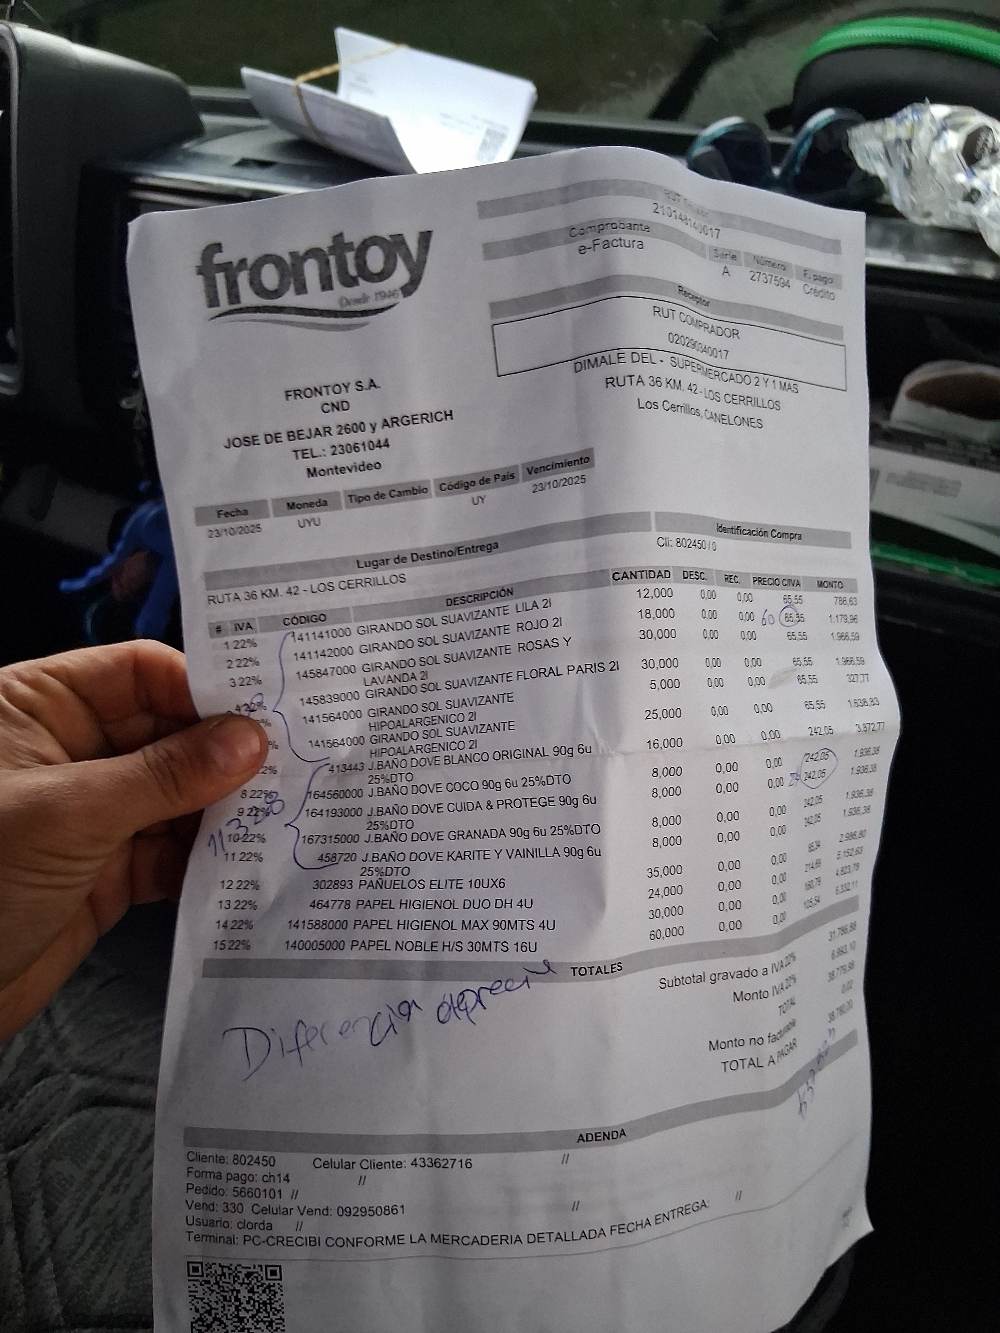 frontoy
Desde 1946
FRONTOY S.A.
CND
JOSE DE BEJAR 2600 y ARGERICH
TEL.: 23061044
Montevideo
Comprobante
e-Factura
Serie Número F. pago
A 2737594 Crédito
Receptor
RUT COMPRADOR
020290340017
DIMALE DEL - SUPERMERCADO 2 Y 1 MAS
RUTA 36 KM. 42 - LOS CERRILLOS
Los Cerrillos, CANELONES
Fecha Moneda Tipo de Cambio Código de País Vencimiento
23/10/2025 UYU UY 23/10/2025
Lugar de Destino/Entrega Identificación Compra
RUTA 36 KM. 42 - LOS CERRILLOS Cli: 802450 / 0
# IVA CÓDIGO DESCRIPCIÓN CANTIDAD DESC. REC. PRECIO C/IVA MONTO
1 22% 141141000 GIRANDO SOL SUAVIZANTE LILA 2l 12,000 0,00 0,00 65,55 786,63
2 22% 141142000 GIRANDO SOL SUAVIZANTE ROJO 2l 18,000 0,00 0,00 60 65,55 1.179,96
3 22% 145847000 GIRANDO SOL SUAVIZANTE ROSAS Y LAVANDA 2l 30,000 0,00 0,00 65,55 1.966,59
145839000 GIRANDO SOL SUAVIZANTE FLORAL PARIS 2l 30,000 0,00 0,00 65,55 1.966,59
141564000 GIRANDO SOL SUAVIZANTE HIPOALARGENICO 2l 5,000 0,00 0,00 65,55 327,77
141564000 GIRANDO SOL SUAVIZANTE HIPOALARGENICO 2l 25,000 0,00 0,00 65,55 1.638,83
413443 J.BAÑO DOVE BLANCO ORIGINAL 90g 6u 25%DTO 16,000 0,00 0,00 242,05 3.872,77
8 22% 164560000 J.BAÑO DOVE COCO 90g 6u 25%DTO 8,000 0,00 0,00 242,05 1.936,38
9 22% 164193000 J.BAÑO DOVE CUIDA & PROTEGE 90g 6u 25%DTO 8,000 0,00 0,00 242,05 1.936,38
10 22% 167315000 J.BAÑO DOVE GRANADA 90g 6u 25%DTO 8,000 0,00 0,00 242,05 1.936,38
11 22% 458720 J.BAÑO DOVE KARITE Y VAINILLA 90g 6u 25%DTO 8,000 0,00 0,00 242,05 1.936,38
12 22% 302893 PAÑUELOS ELITE 10UX6 35,000 0,00 0,00
13 22% 464778 PAPEL HIGIENOL DUO DH 4U 24,000 0,00 0,00
14 22% 141588000 PAPEL HIGIENOL MAX 90MTS 4U 30,000 0,00 0,00
15 22% 140005000 PAPEL NOBLE H/S 30MTS 16U 60,000 0,00 0,00
TOTALES
Subtotal gravado a IVA 22%
Monto IVA 22%
TOTAL
Monto no facturable
TOTAL A PAGAR
Diferencia de precio
ADENDA
Cliente: 802450 Celular Cliente: 43362716 //
Forma pago: ch14 //
Pedido: 5660101 //
Vend: 330 Celular Vend: 092950861 //
Usuario: clorda //
Terminal: PC-CRECIBI CONFORME LA MERCADERIA DETALLADA FECHA ENTREGA: //